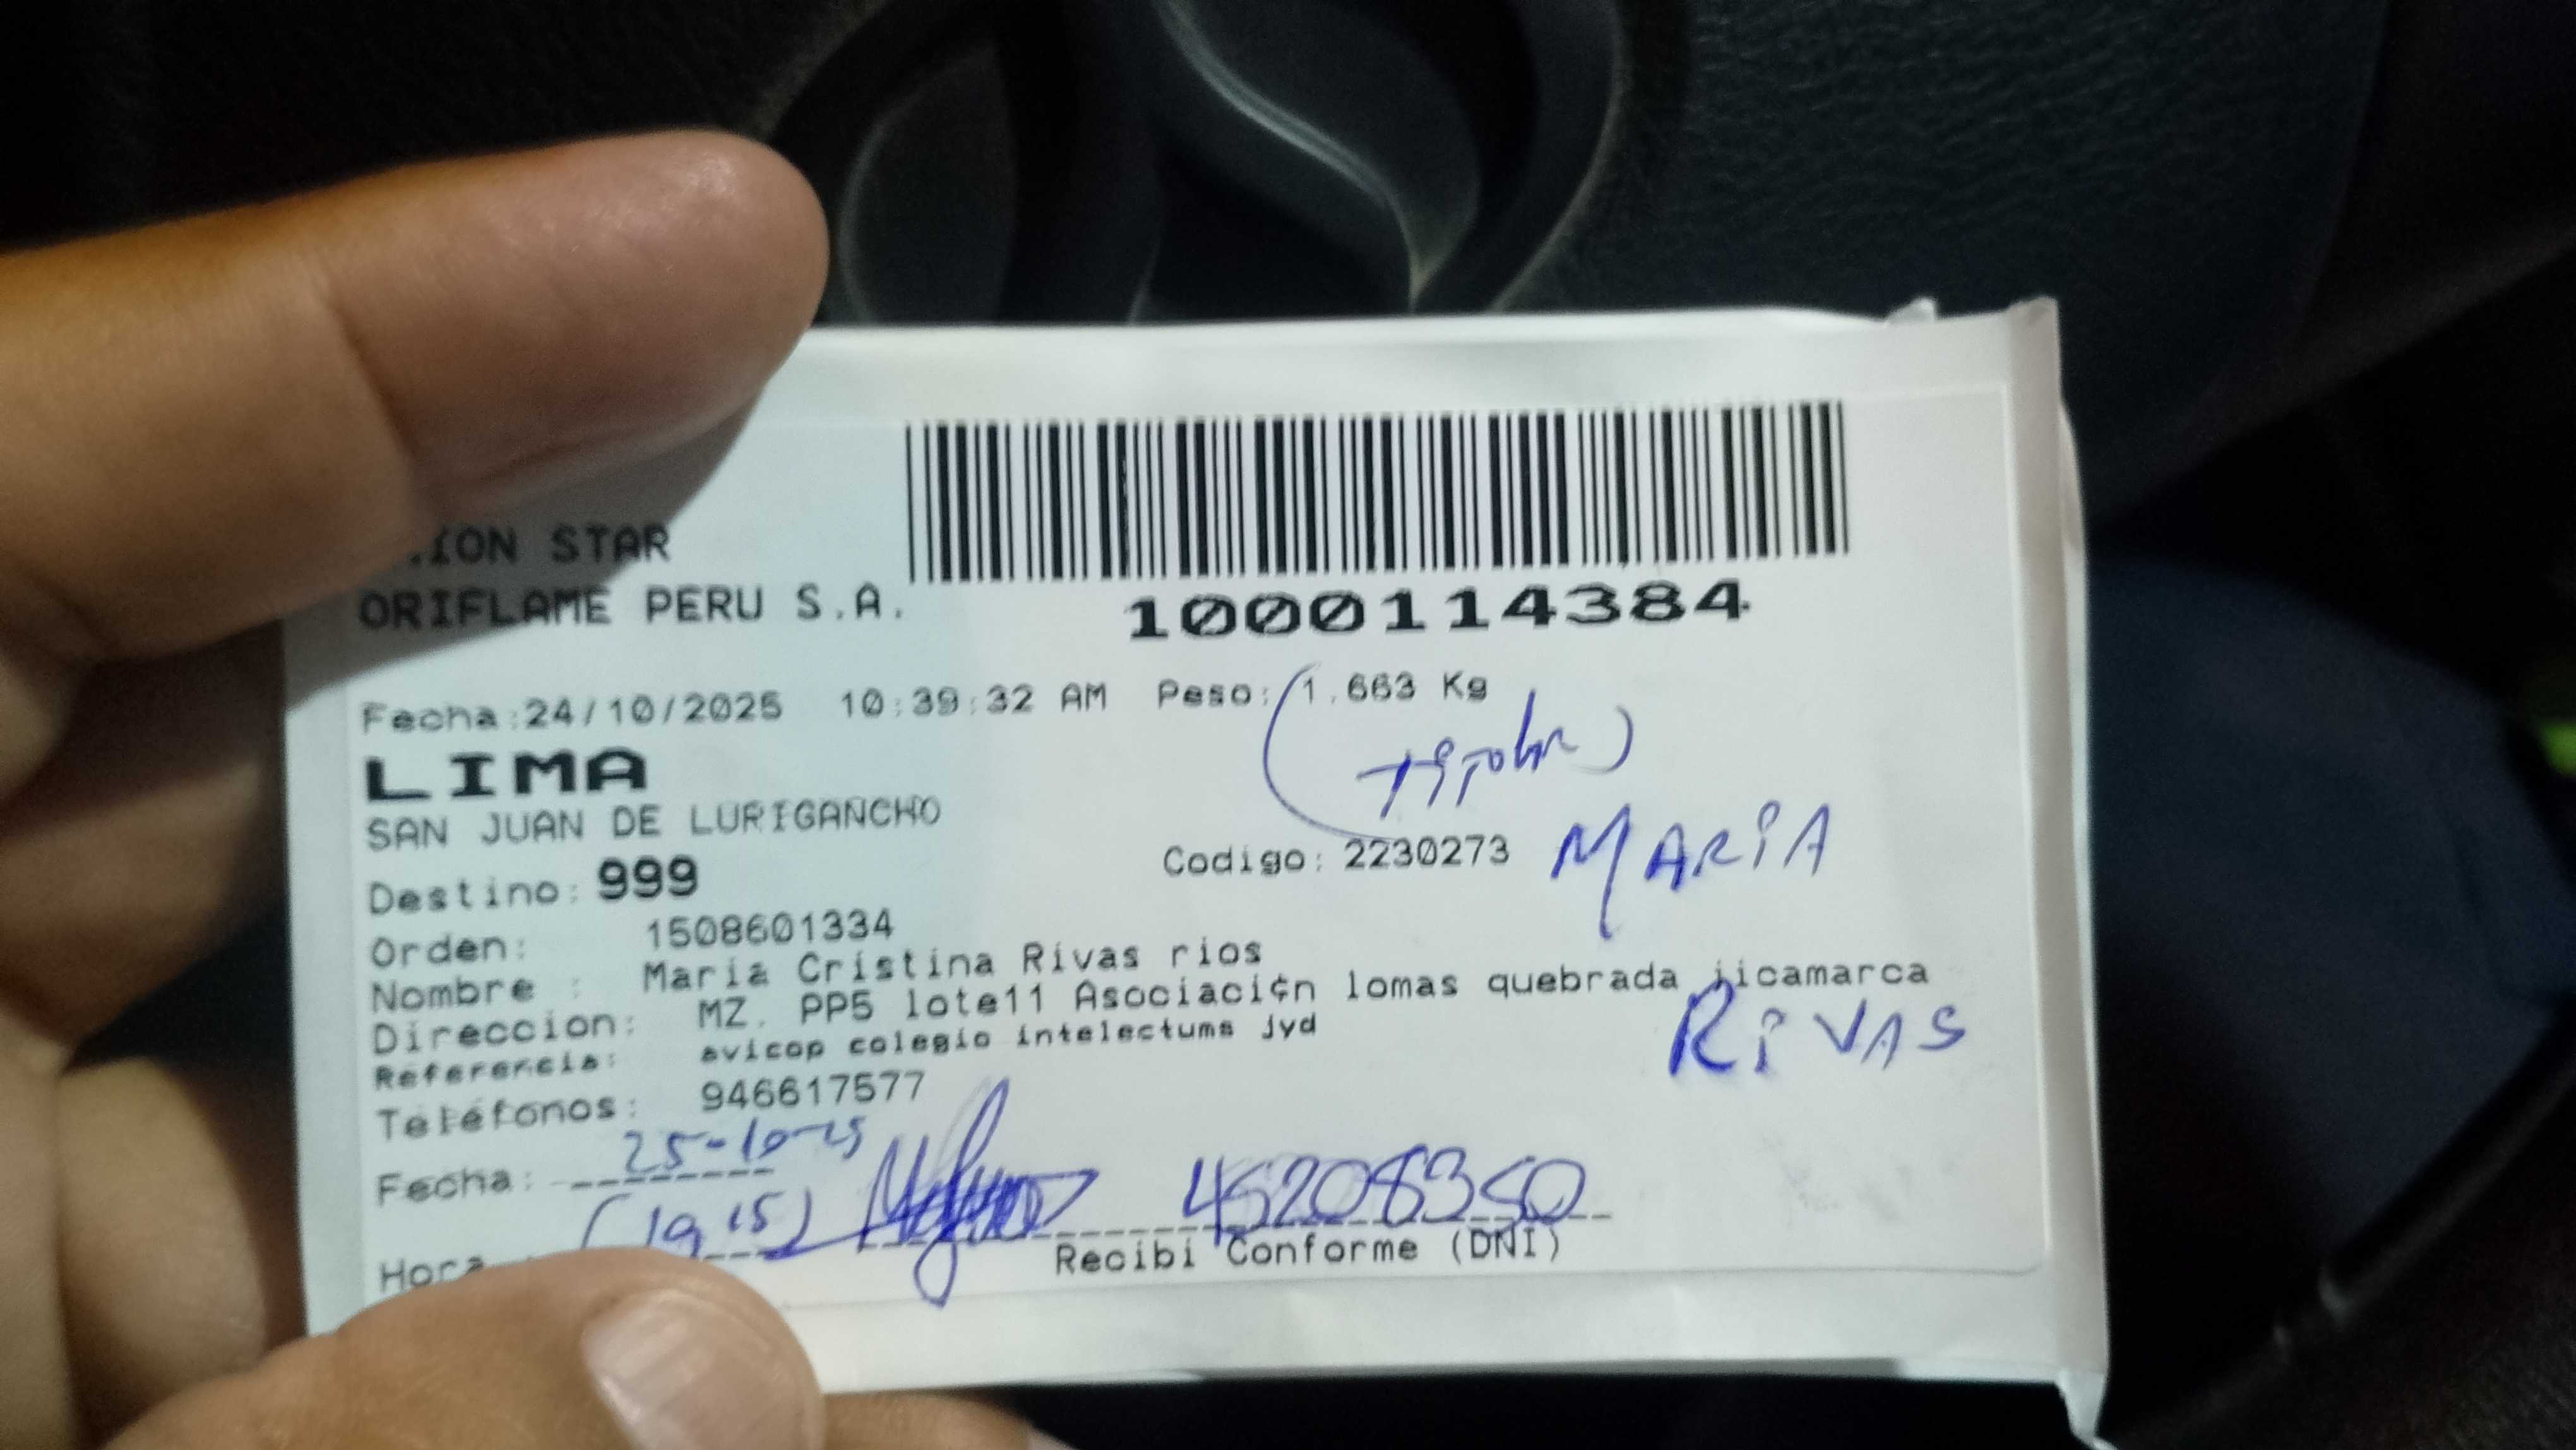 ION STAR
ORIFLAME PERU S.A.
1000114384
Fecha:24/10/2025 10:39:32 AM Peso: 1.663 Kg
LIMA
SAN JUAN DE LURIGANCHO
Destino: 999
Codigo: 2230273 MARIA
Orden: 1508601334
Nombre : Maria Cristina Rivas rios
Direccion: MZ. PP5 lote11 Asociaci¢n lomas quebrada jicamarca
RIVAS
Referencia: avicop colegio intelectums jyd
Teléfonos: 946617577
Fecha: 25-10-25
Hora (19 15) 45208350
Recibi Conforme (DNI)